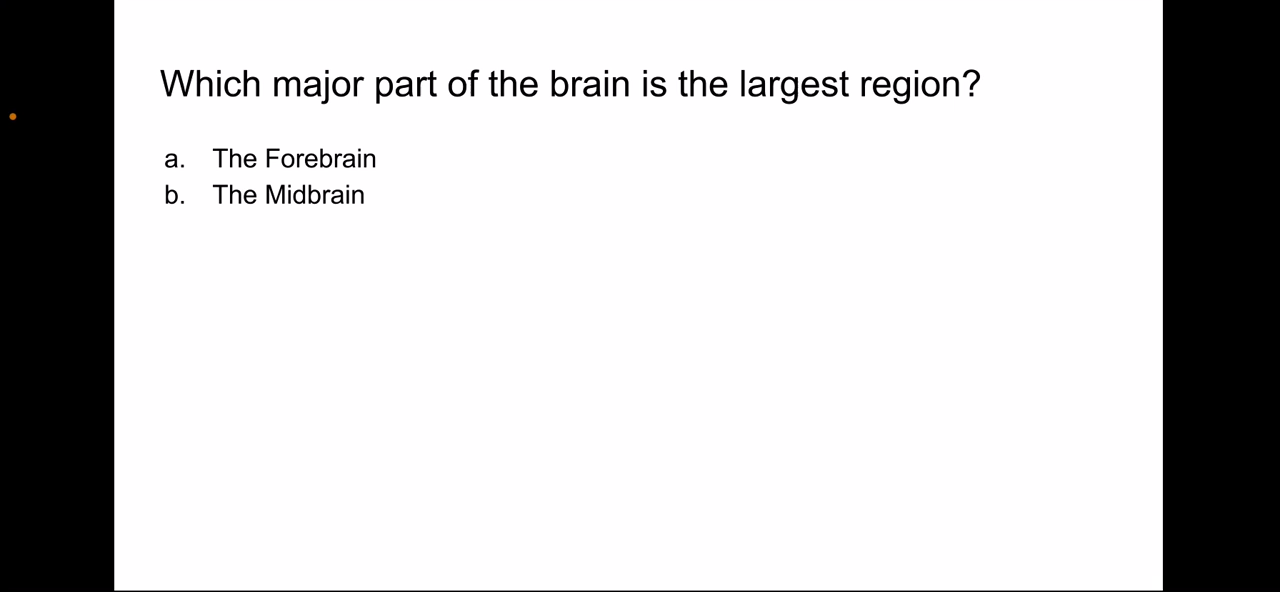 Which major part of the brain is the largest region?
a. The Forebrain
b. The Midbrain